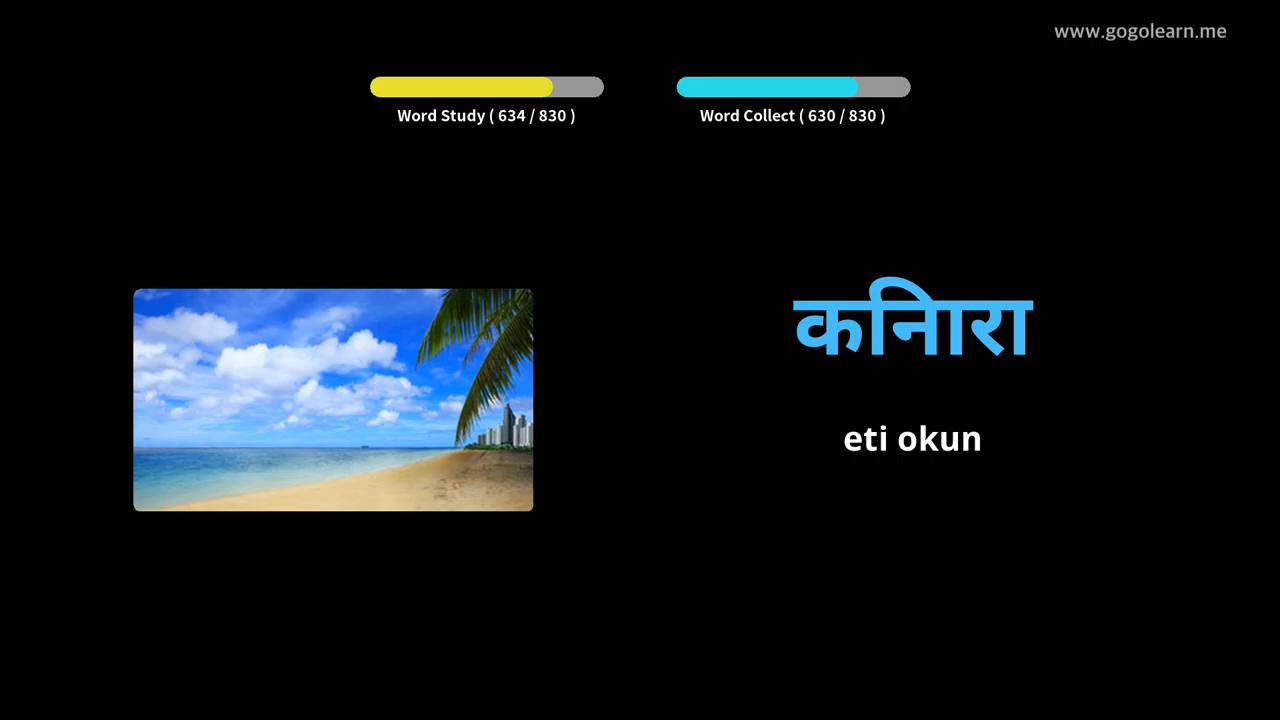 www.gogolearn.me
Word Study ( 634 / 830 )
Word Collect ( 630 / 830 )
कनिारा
eti okun